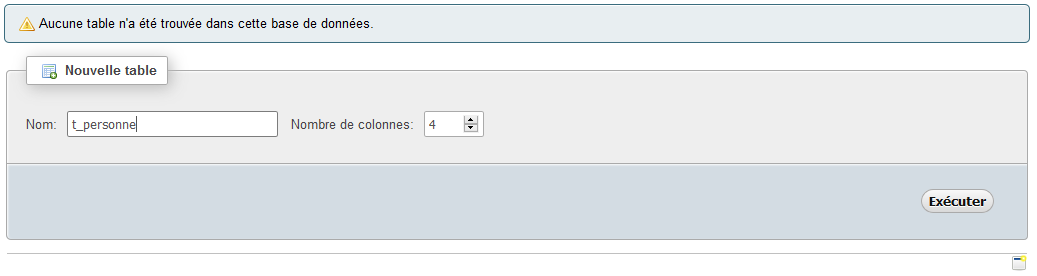 Aucune table n'a été trouvée dans cette base de données.
Nouvelle table
Nom: t_personne Nombre de colonnes: 4
Exécuter